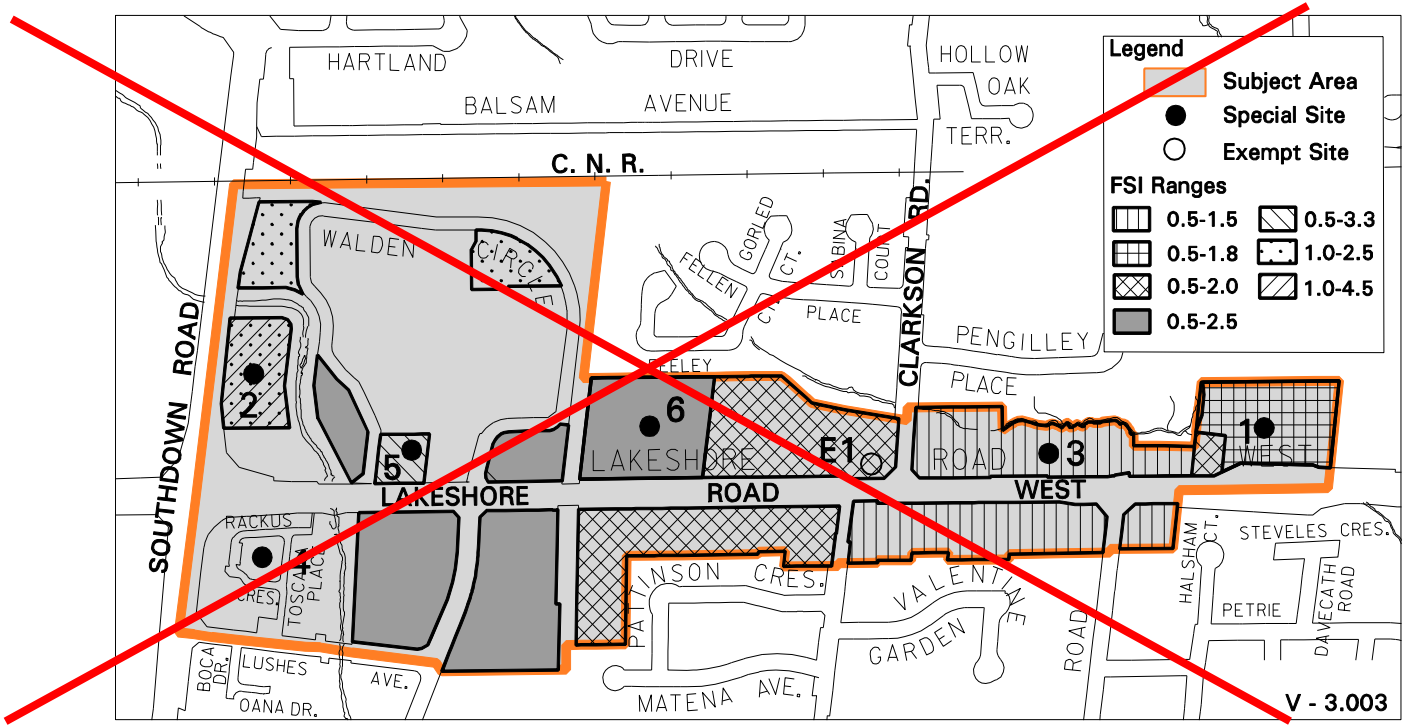 HARTLAND
DRIVE
BALSAM
AVENUE
HOLLOW
OAK
TERR.
C. N. R.
Legend
Subject Area
Special Site
Exempt Site
FSI Ranges
0.5-1.5
0.5-3.3
0.5-1.8
1.0-2.5
0.5-2.0
1.0-4.5
0.5-2.5
WALDEN
CIRCLE
GORLED
CT.
SABINA
COURT
FELLEN
PLACE
CLARKSON RD.
PENGILLEY
PLACE
SOUTHDOWN ROAD
2
5
6
E1
3
1
LAKESHORE
ROAD
WEST
LAKESHORE
ROAD
WEST
RACKUS
CRES.
TOSCA
PLACE
4
BOCA
DR.
LUSHES
AVE.
OANA DR.
PATTINSON
CRES.
MATENA AVE.
VALENTINE
GARDEN
ROAD
HALSHAM
CT.
STEVELES CRES.
PETRIE
DAVECATH
ROAD
V - 3.003